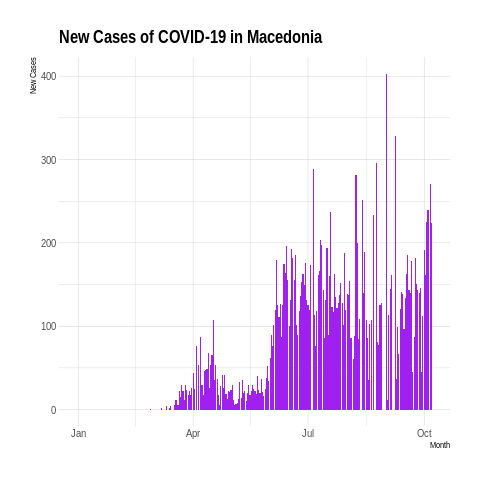 New Cases of COVID-19 in Macedonia
New Cases
400
300
200
100
0
Jan Apr Jul Oct
Month